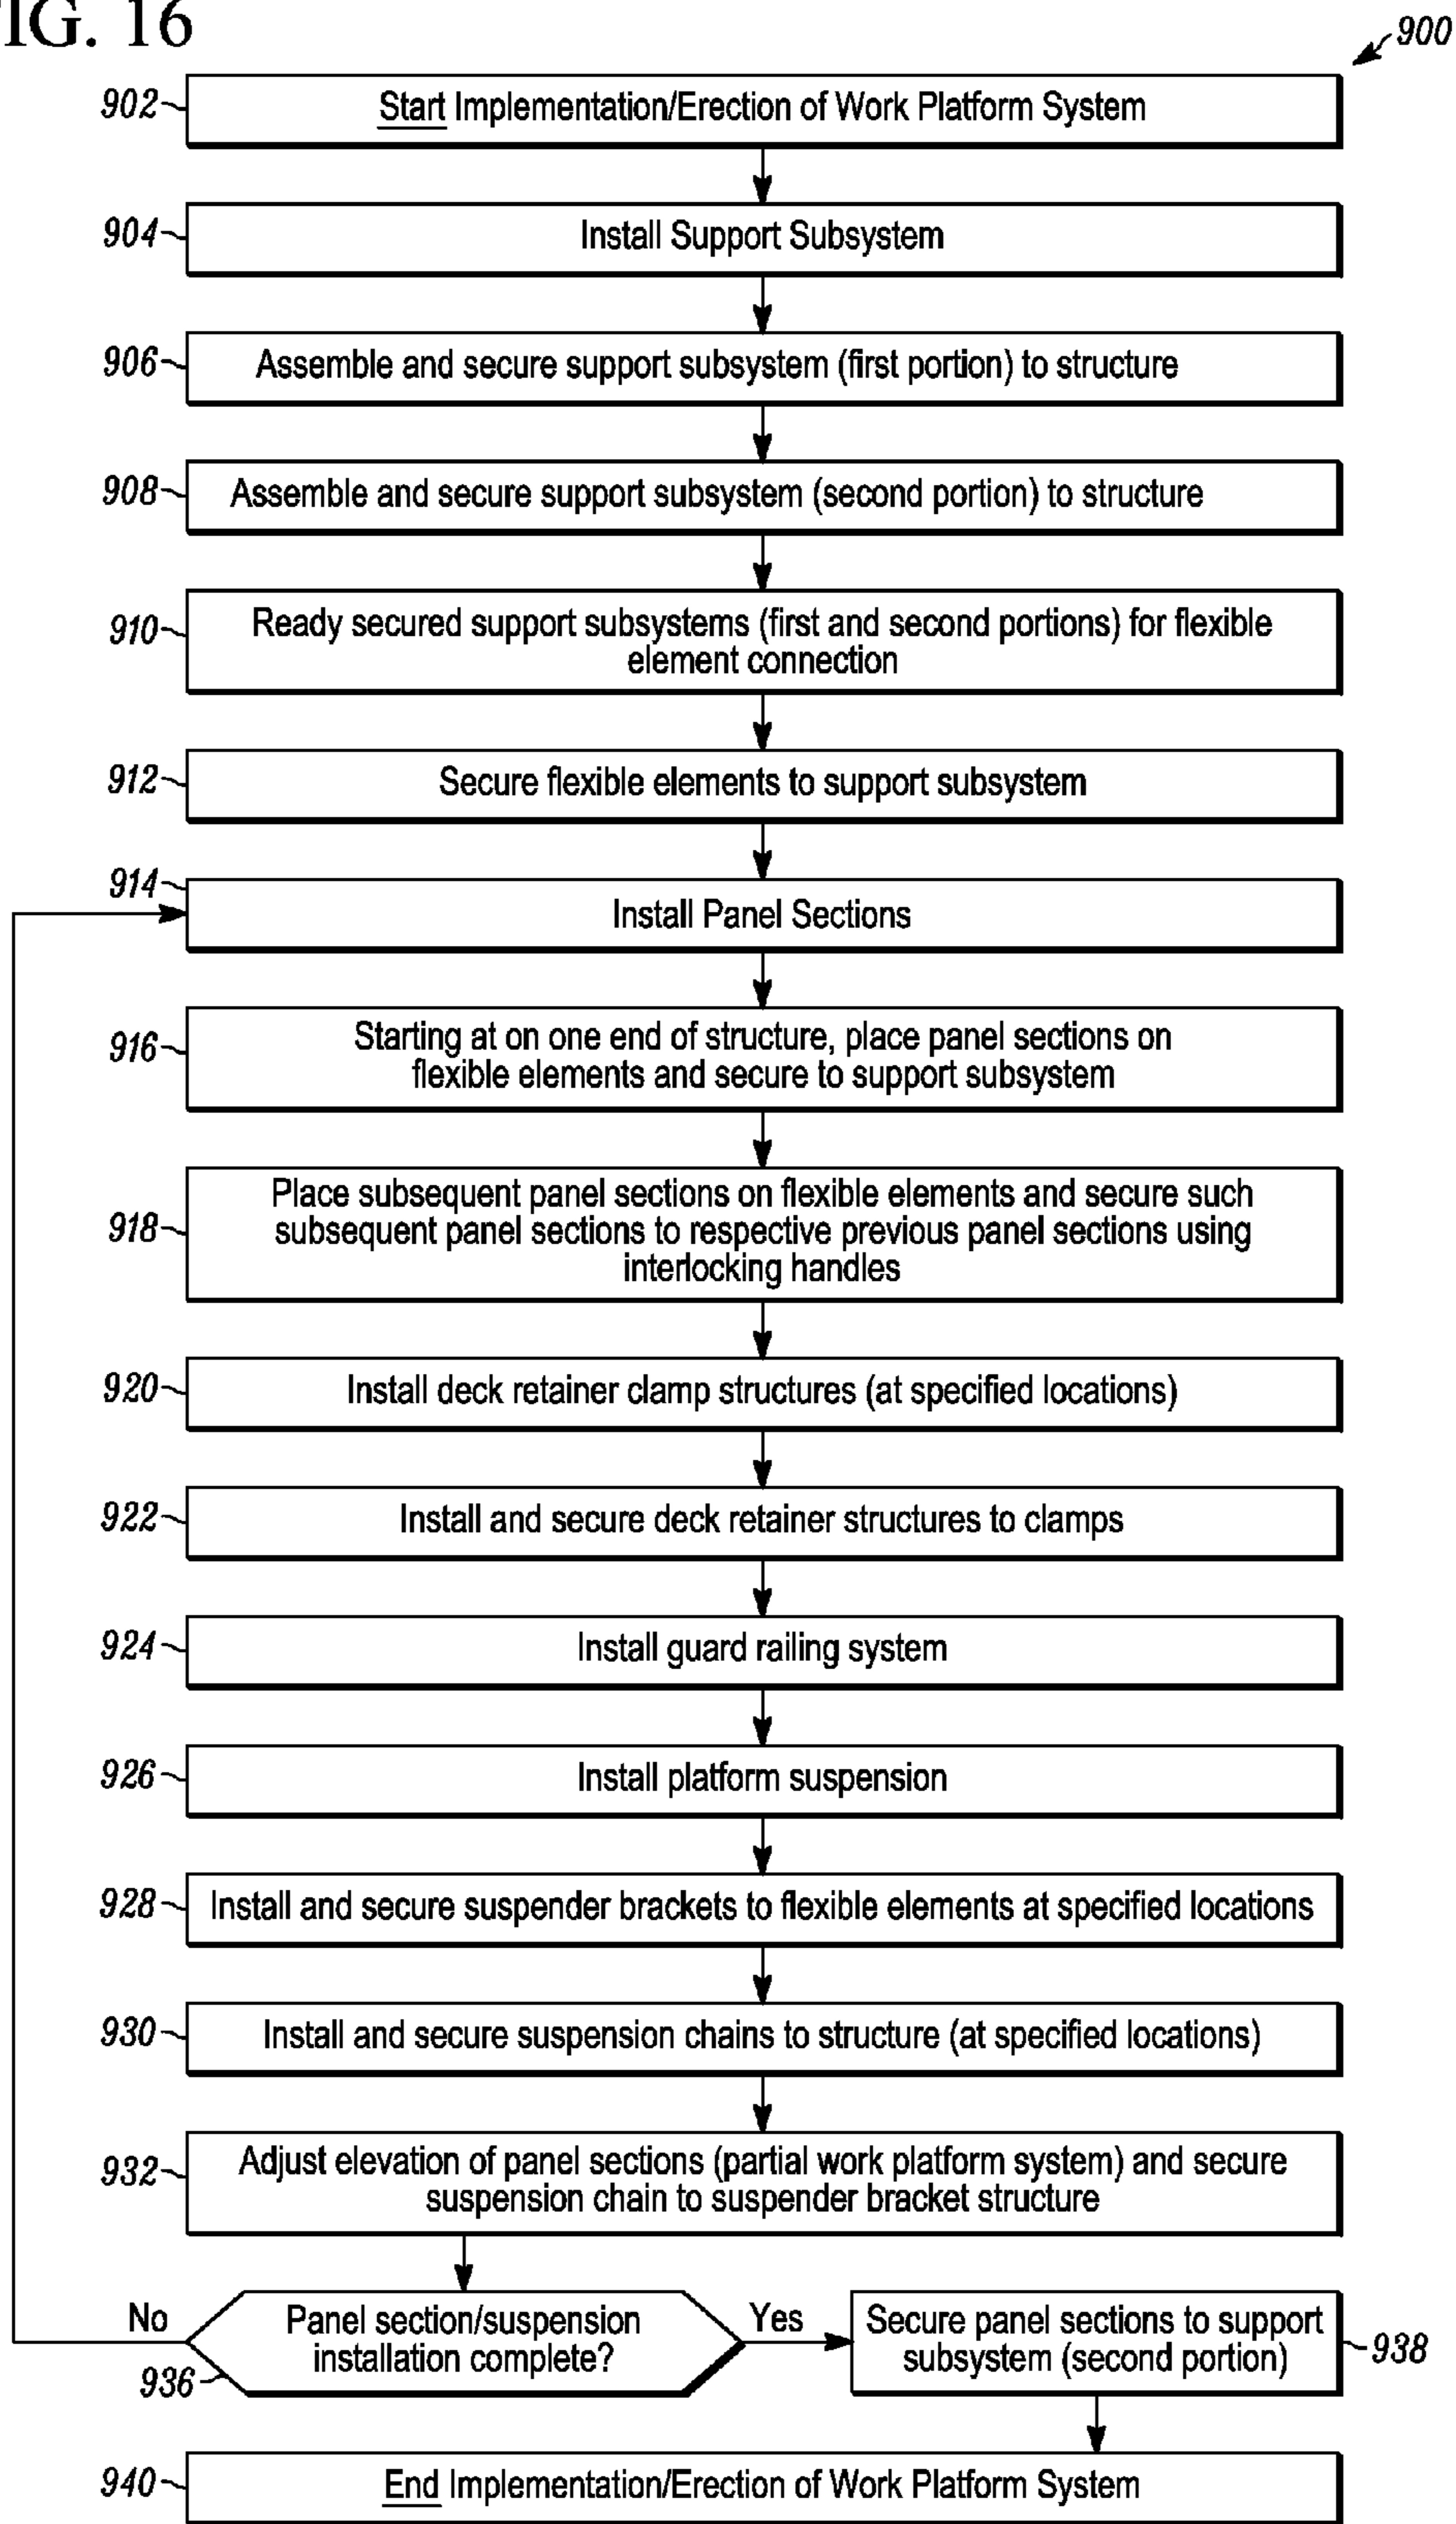 FIG. 16
900
902
Start Implementation/Erection of Work Platform System
904
Install Support Subsystem
906
Assemble and secure support subsystem (first portion) to structure
908
Assemble and secure support subsystem (second portion) to structure
910
Ready secured support subsystems (first and second portions) for flexible
element connection
912
Secure flexible elements to support subsystem
914
Install Panel Sections
916
Starting at on one end of structure, place panel sections on
flexible elements and secure to support subsystem
918
Place subsequent panel sections on flexible elements and secure such
subsequent panel sections to respective previous panel sections using
interlocking handles
920
Install deck retainer clamp structures (at specified locations)
922
Install and secure deck retainer structures to clamps
924
Install guard railing system
926
Install platform suspension
928
Install and secure suspender brackets to flexible elements at specified locations
930
Install and secure suspension chains to structure (at specified locations)
932
Adjust elevation of panel sections (partial work platform system) and secure
suspension chain to suspender bracket structure
No
Panel section/suspension
installation complete?
936
Yes
Secure panel sections to support
subsystem (second portion)
938
940
End Implementation/Erection of Work Platform System